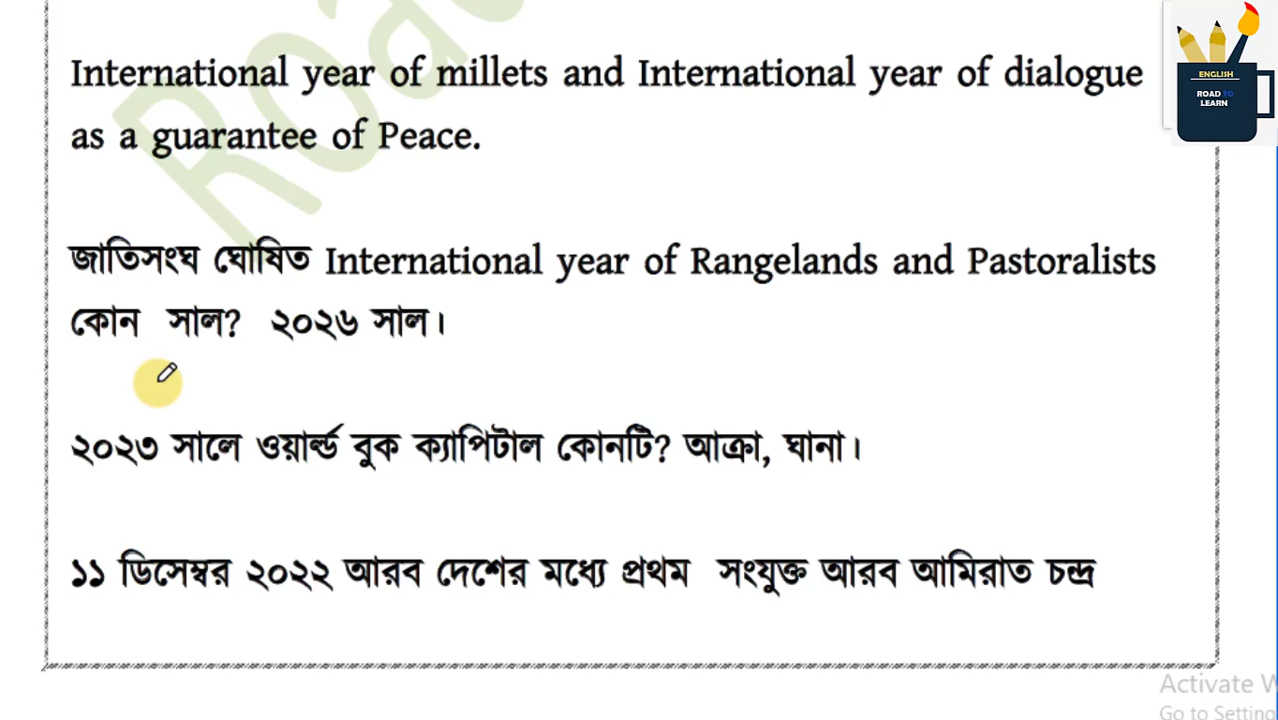 International year of millets and International year of dialogue
as a guarantee of Peace.
জাতিসংঘ ঘোষিত International year of Rangelands and Pastoralists
কোন সাল? ২০২৬ সাল।
২০২৩ সালে ওয়ার্ল্ড বুক ক্যাপিটাল কোনটি? আক্রা, ঘানা।
১১ ডিসেম্বর ২০২২ আরব দেশের মধ্যে প্রথম সংযুক্ত আরব আমিরাত চন্দ্র
ENGLISH
ROAD TO
LEARN
Roa
Activate W
Go to Setting